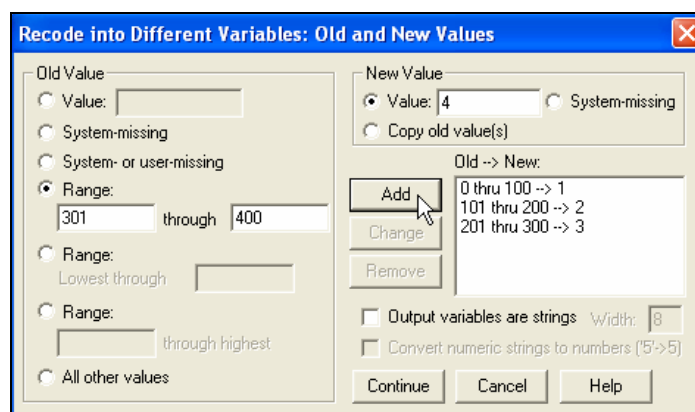 Recode into Different Variables: Old and New Values
Old Value
Value:
System-missing
System- or user-missing
Range:
301 through 400
Range:
Lowest through
Range:
through highest
All other values
New Value
Value: 4 System-missing
Copy old value(s)
Old --> New:
Add
Change
Remove
0 thru 100 --> 1
101 thru 200 --> 2
201 thru 300 --> 3
Output variables are strings Width: 8
Convert numeric strings to numbers ('5'->5)
Continue Cancel Help